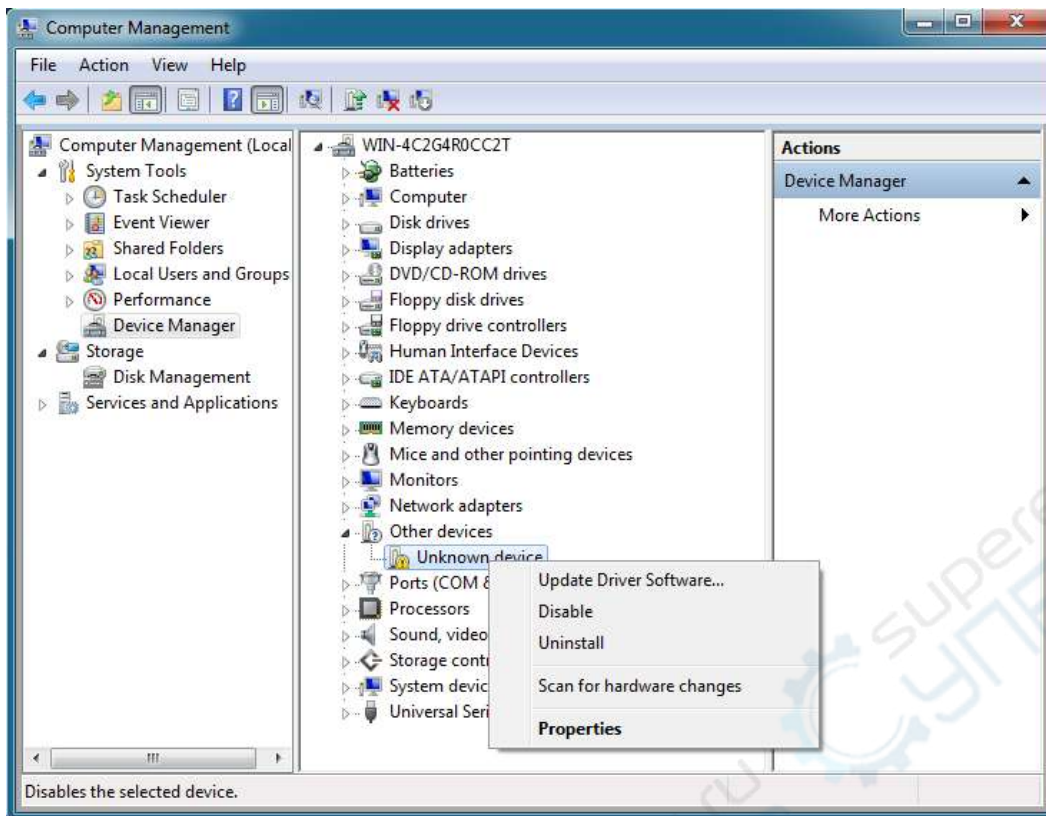 Computer Management
File Action View Help
Computer Management (Local
System Tools
Task Scheduler
Event Viewer
Shared Folders
Local Users and Groups
Performance
Device Manager
Storage
Disk Management
Services and Applications
WIN-4C2G4R0CC2T
Batteries
Computer
Disk drives
Display adapters
DVD/CD-ROM drives
Floppy disk drives
Floppy drive controllers
Human Interface Devices
IDE ATA/ATAPI controllers
Keyboards
Memory devices
Mice and other pointing devices
Monitors
Network adapters
Other devices
Unknown device
Ports (COM &
Processors
Sound, video
Storage contr
System devic
Universal Seri
Update Driver Software...
Disable
Uninstall
Scan for hardware changes
Properties
Actions
Device Manager
More Actions
Disables the selected device.